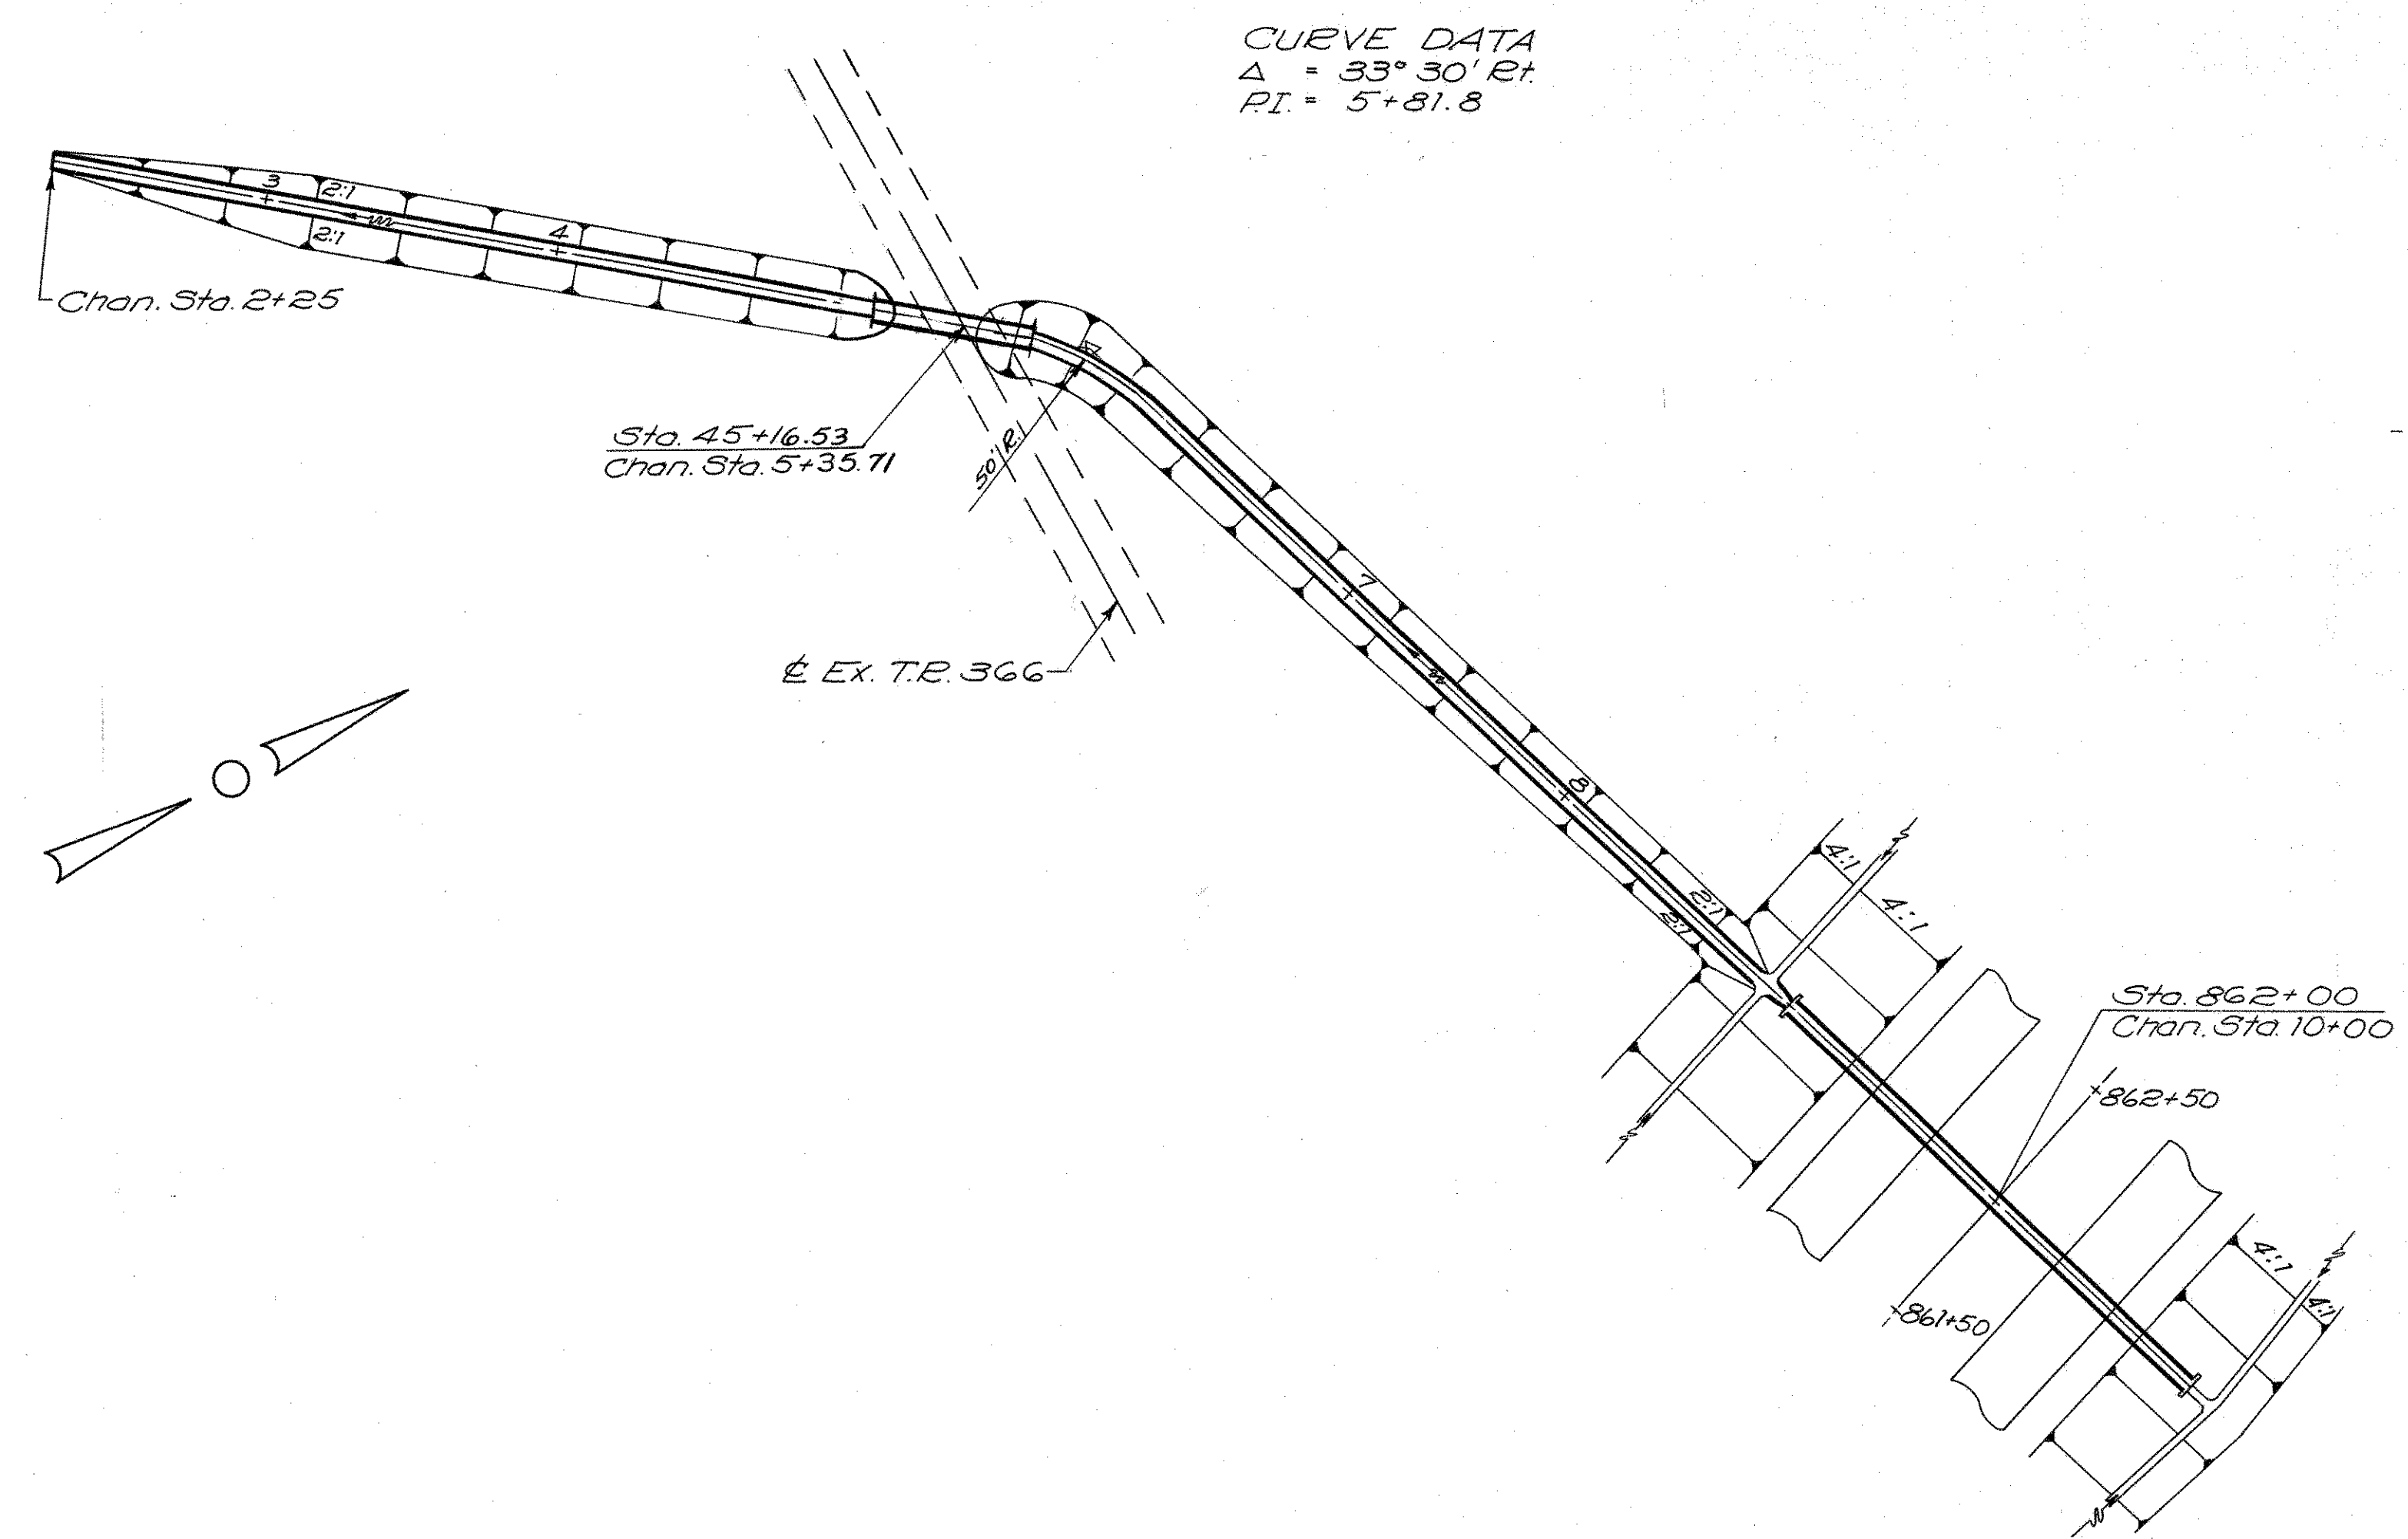 CURVE DATA
Δ = 33° 30' Rt.
P.I. = 5+81.8
3
2:1
2:1
4
Chan. Sta. 2+25
Sta. 45+16.53
Chan. Sta. 5+35.71
50' R.
℄ Ex. T.R. 366
7
8
2:1
2:1
4:1
4:1
Sta. 862+00
Chan. Sta. 10+00
862+50
861+50
4:1
4:1